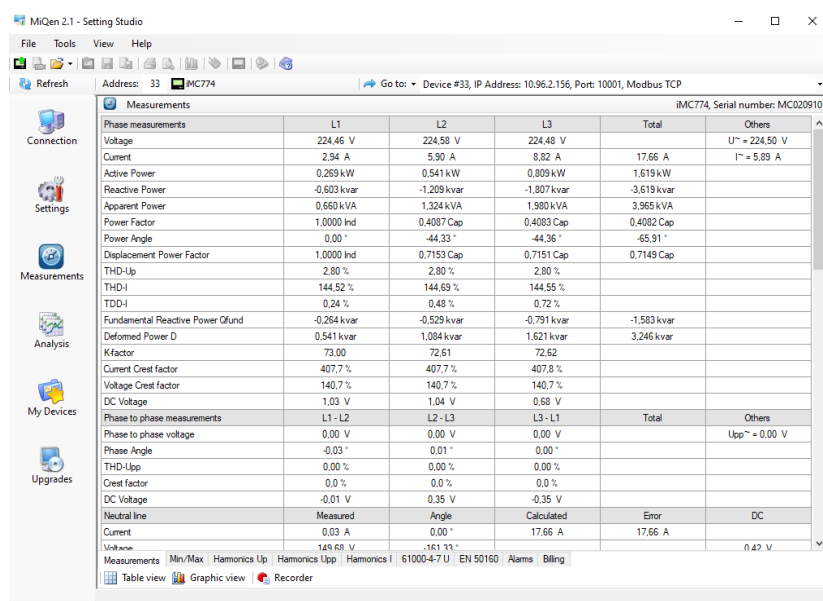 MiQen 2.1 - Setting Studio
File Tools View Help
Refresh Address: 33 iMC774 Go to: Device #33, IP Address: 10.96.2.156, Port: 10001, Modbus TCP
Connection
Settings
Measurements
Analysis
My Devices
Upgrades
Measurements iMC774, Serial number: MC020910
Phase measurements L1 L2 L3 Total Others
Voltage 224,46 V 224,58 V 224,48 V U~ = 224,50 V
Current 2,94 A 5,90 A 8,82 A 17,66 A I~ = 5,89 A
Active Power 0,269 kW 0,541 kW 0,809 kW 1,619 kW
Reactive Power -0,603 kvar -1,209 kvar -1,807 kvar -3,619 kvar
Apparent Power 0,660 kVA 1,324 kVA 1,980 kVA 3,965 kVA
Power Factor 1,0000 Ind 0,4087 Cap 0,4083 Cap 0,4082 Cap
Power Angle 0,00 ° -44,33 ° -44,36 ° -65,91 °
Displacement Power Factor 1,0000 Ind 0,7153 Cap 0,7151 Cap 0,7149 Cap
THD-Up 2,80 % 2,80 % 2,80 %
THD-I 144,52 % 144,69 % 144,55 %
TDD-I 0,24 % 0,48 % 0,72 %
Fundamental Reactive Power Qfund -0,264 kvar -0,529 kvar -0,791 kvar -1,583 kvar
Deformed Power D 0,541 kvar 1,084 kvar 1,621 kvar 3,246 kvar
K-factor 73,00 72,61 72,62
Current Crest factor 407,7 % 407,7 % 407,8 %
Voltage Crest factor 140,7 % 140,7 % 140,7 %
DC Voltage 1,03 V 1,04 V 0,68 V
Phase to phase measurements L1 - L2 L2 - L3 L3 - L1 Total Others
Phase to phase voltage 0,00 V 0,00 V 0,00 V Upp~ = 0,00 V
Phase Angle -0,03 ° 0,01 ° 0,00 °
THD-Upp 0,00 % 0,00 % 0,00 %
Crest factor 0,0 % 0,0 % 0,0 %
DC Voltage -0,01 V 0,35 V -0,35 V
Neutral line Measured Angle Calculated Error DC
Current 0,03 A 0,00 ° 17,66 A 17,66 A
Voltage 149,68 V -161,33 ° 0,42 V
Measurements Min/Max Harmonics Up Harmonics Upp Harmonics I 61000-4-7 U EN 50160 Alarms Billing
Table view Graphic view Recorder